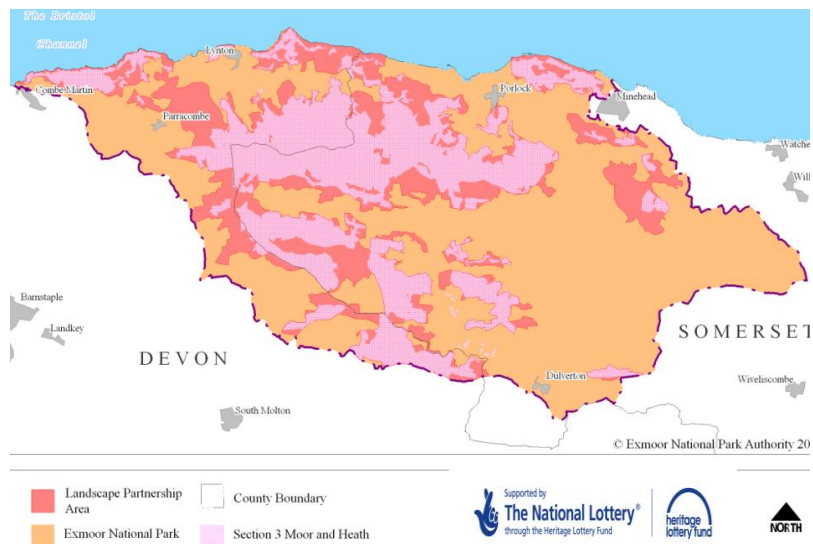 The Bristol
Channel
Lynton
Combe Martin
Parracombe
Porlock
Minehead
Watche
Will
Barnstaple
Landkey
DEVON
SOMERSET
Dulverton
Wiveliscombe
South Molton
© Exmoor National Park Authority 20
Landscape Partnership
Area
County Boundary
Exmoor National Park
Section 3 Moor and Heath
Supported by
The National Lottery®
through the Heritage Lottery Fund
heritage
lottery fund
NORTH